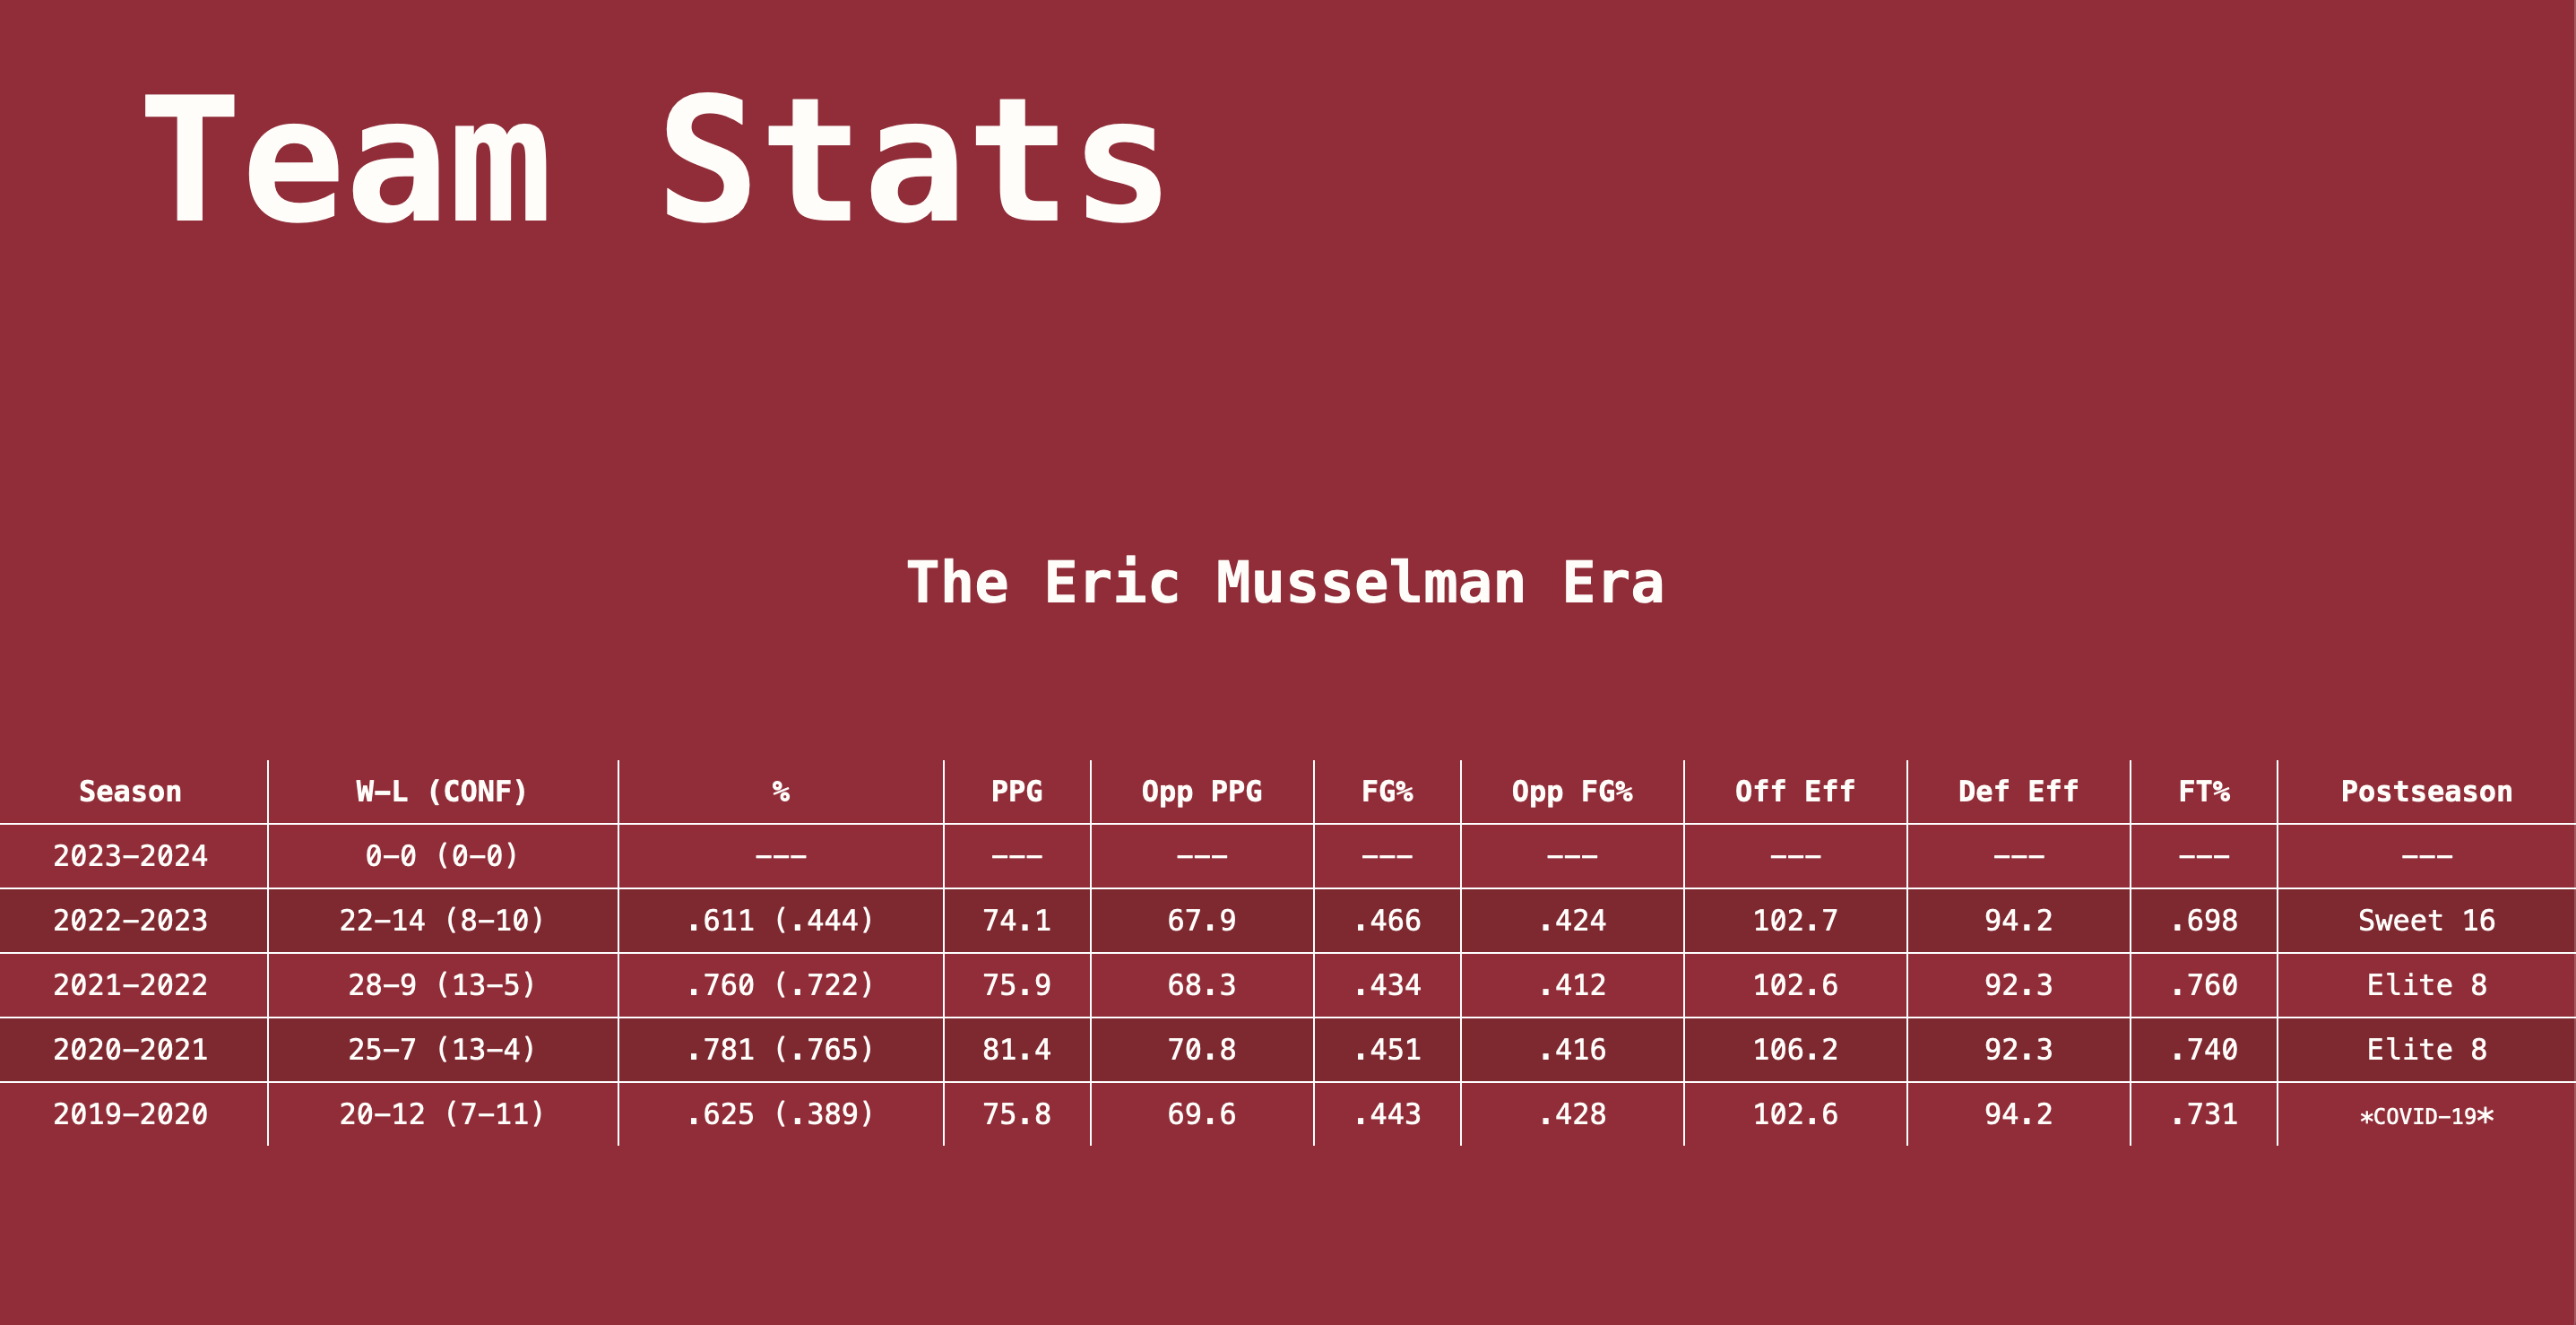 Team Stats
The Eric Musselman Era
Season W-L (CONF) % PPG Opp PPG FG% Opp FG% Off Eff Def Eff FT% Postseason
2023-2024 0-0 (0-0) --- --- --- --- --- --- --- --- ---
2022-2023 22-14 (8-10) .611 (.444) 74.1 67.9 .466 .424 102.7 94.2 .698 Sweet 16
2021-2022 28-9 (13-5) .760 (.722) 75.9 68.3 .434 .412 102.6 92.3 .760 Elite 8
2020-2021 25-7 (13-4) .781 (.765) 81.4 70.8 .451 .416 106.2 92.3 .740 Elite 8
2019-2020 20-12 (7-11) .625 (.389) 75.8 69.6 .443 .428 102.6 94.2 .731 *COVID-19*